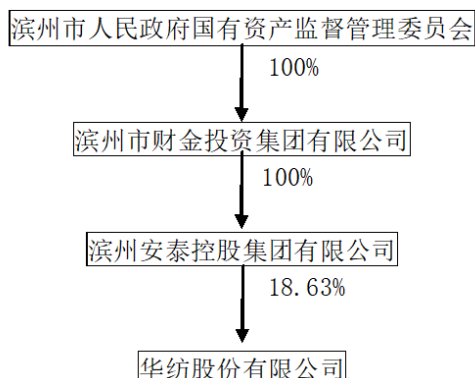 滨州市人民政府国有资产监督管理委员会
100%
滨州市财金投资集团有限公司
100%
滨州安泰控股集团有限公司
18.63%
华纺股份有限公司